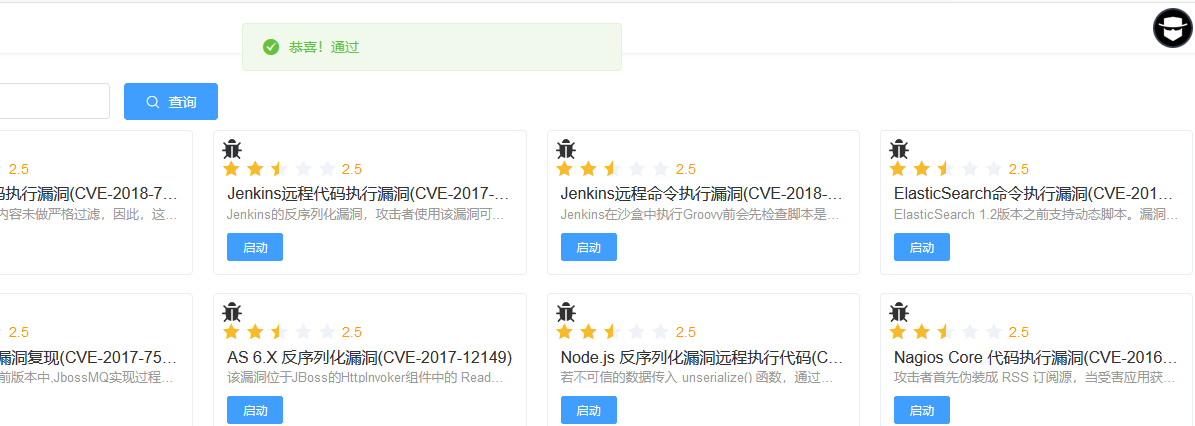 恭喜！通过
查询
2.5
码执行漏洞(CVE-2018-7…
内容未做严格过滤，因此，这…
2.5
Jenkins远程代码执行漏洞(CVE-2017-…
Jenkins的反序列化漏洞，攻击者使用该漏洞可…
启动
2.5
Jenkins远程命令执行漏洞(CVE-2018-…
Jenkins在沙盒中执行Groovy前会先检查脚本是…
启动
2.5
ElasticSearch命令执行漏洞(CVE-201…
ElasticSearch 1.2版本之前支持动态脚本。漏洞…
启动
2.5
漏洞复现(CVE-2017-75…
前版本中,JbossMQ实现过程…
2.5
AS 6.X 反序列化漏洞(CVE-2017-12149)
该漏洞位于JBoss的HttpInvoker组件中的 Read…
启动
2.5
Node.js 反序列化漏洞远程执行代码(C…
若不可信的数据传入 unserialize() 函数，通过…
启动
2.5
Nagios Core 代码执行漏洞(CVE-2016…
攻击者首先伪装成 RSS 订阅源，当受害应用获…
启动